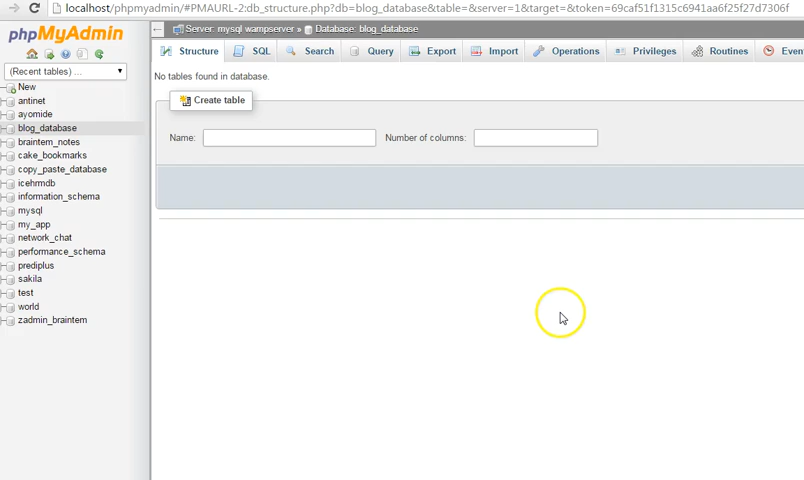 localhost/phpmyadmin/#PMAURL-2:db_structure.php?db=blog_database&table=&server=1&target=&token=69caf51f1315c6941aa6f25f27d7306f
phpMyAdmin
Server: mysql wampserver » Database: blog_database
Structure SQL Search Query Export Import Operations Privileges Routines Even
(Recent tables) ...
No tables found in database.
New
antinet
ayomide
blog_database
braintem_notes
cake_bookmarks
copy_paste_database
icehrmdb
information_schema
mysql
my_app
network_chat
performance_schema
prediplus
sakila
test
world
zadmin_braintem
Create table
Name: Number of columns: